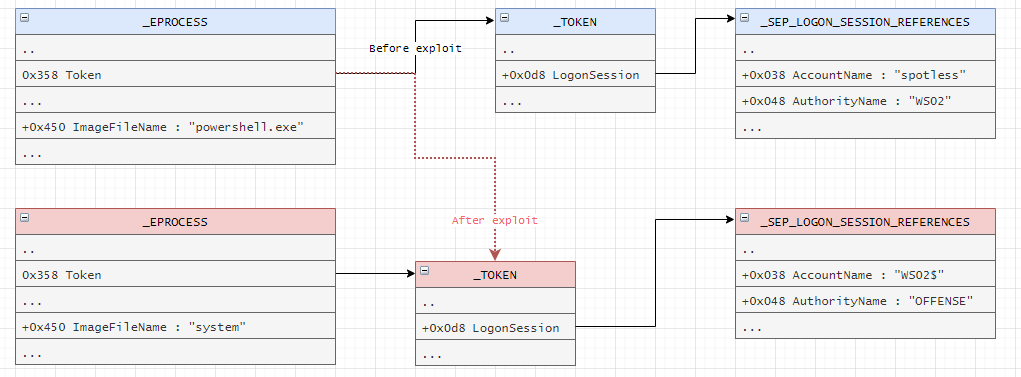 _EPROCESS
..
0x358 Token
...
+0x450 ImageFileName : "powershell.exe"
...
Before exploit
_TOKEN
..
+0x0d8 LogonSession
...
_SEP_LOGON_SESSION_REFERENCES
..
+0x038 AccountName : "spotless"
+0x048 AuthorityName : "WS02"
...
After exploit
_EPROCESS
..
0x358 Token
...
+0x450 ImageFileName : "system"
...
_TOKEN
..
+0x0d8 LogonSession
...
_SEP_LOGON_SESSION_REFERENCES
..
+0x038 AccountName : "WS02$"
+0x048 AuthorityName : "OFFENSE"
...